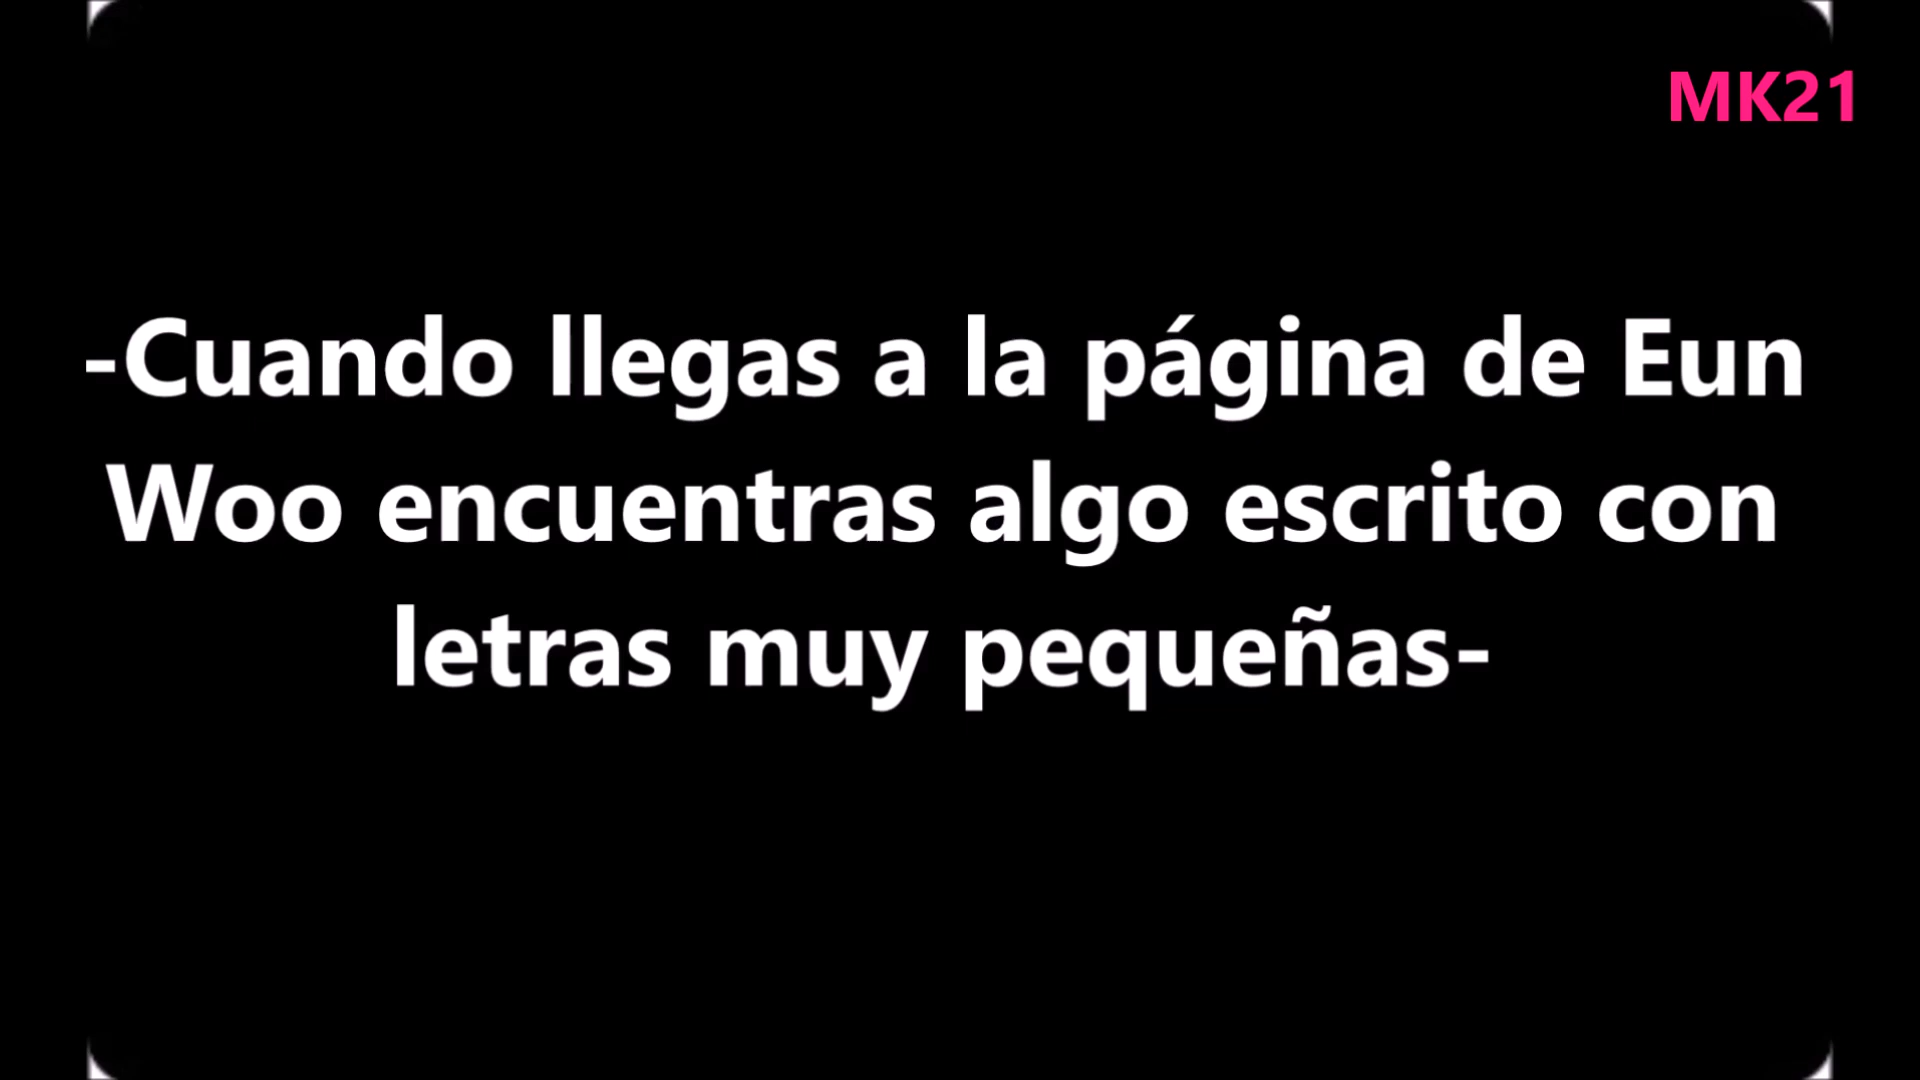 MK21
-Cuando llegas a la página de Eun
Woo encuentras algo escrito con
letras muy pequeñas-